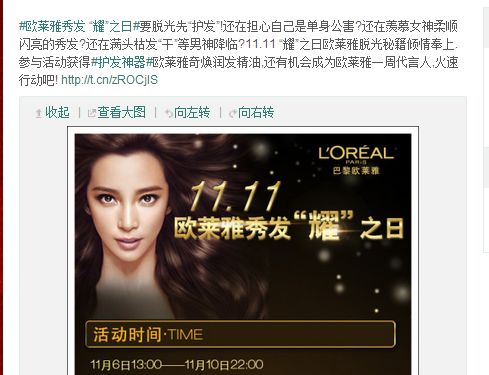 #欧莱雅秀发 “耀”之日#要脱光先“护发”!还在担心自己是单身公害?还在羡慕女神柔顺
闪亮的秀发?还在满头枯发“干”等男神降临?11.11 “耀”之日欧莱雅脱光秘籍倾情奉上.
参与活动获得#护发神器#欧莱雅奇焕润发精油,还有机会成为欧莱雅一周代言人,火速
行动吧! http://t.cn/zROCjIS
收起 | 查看大图 | 向左转 | 向右转
L'ORÉAL
PARIS
巴黎欧莱雅
11.11
欧莱雅秀发“耀”之日
活动时间·TIME
11月6日13:00——11月10日22:00